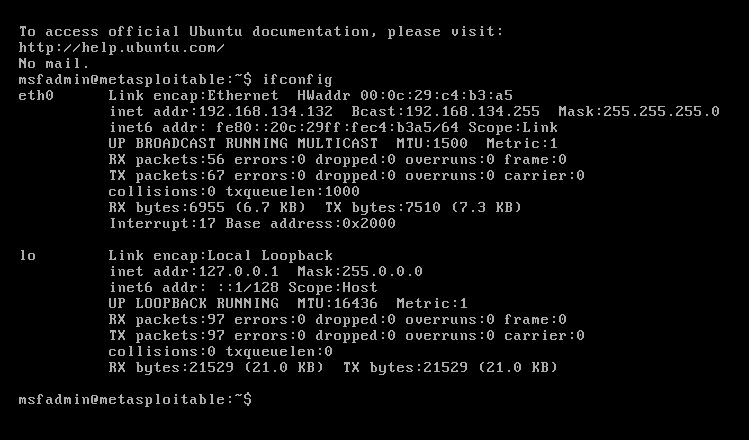 To access official Ubuntu documentation, please visit:
http://help.ubuntu.com/
No mail.
msfadmin@metasploitable:~$ ifconfig
eth0      Link encap:Ethernet  HWaddr 00:0c:29:c4:b3:a5
          inet addr:192.168.134.132  Bcast:192.168.134.255  Mask:255.255.255.0
          inet6 addr: fe80::20c:29ff:fec4:b3a5/64 Scope:Link
          UP BROADCAST RUNNING MULTICAST  MTU:1500  Metric:1
          RX packets:56 errors:0 dropped:0 overruns:0 frame:0
          TX packets:67 errors:0 dropped:0 overruns:0 carrier:0
          collisions:0 txqueuelen:1000
          RX bytes:6955 (6.7 KB)  TX bytes:7510 (7.3 KB)
          Interrupt:17 Base address:0x2000

lo        Link encap:Local Loopback
          inet addr:127.0.0.1  Mask:255.0.0.0
          inet6 addr: ::1/128 Scope:Host
          UP LOOPBACK RUNNING  MTU:16436  Metric:1
          RX packets:97 errors:0 dropped:0 overruns:0 frame:0
          TX packets:97 errors:0 dropped:0 overruns:0 carrier:0
          collisions:0 txqueuelen:0
          RX bytes:21529 (21.0 KB)  TX bytes:21529 (21.0 KB)

msfadmin@metasploitable:~$